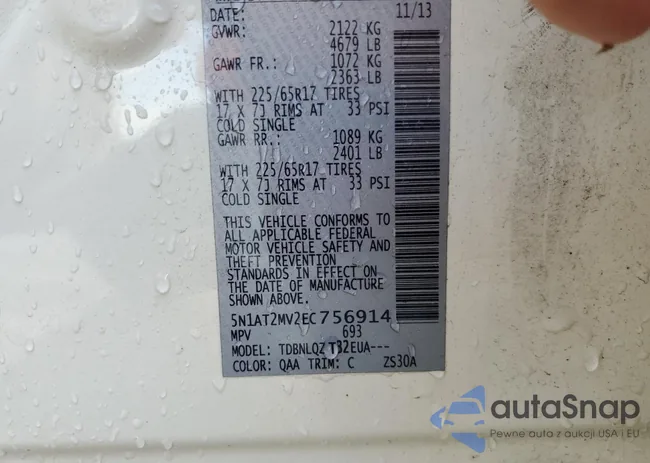 DATE: 11/13
GVWR: 2122 KG
4679 LB
GAWR FR.: 1072 KG
2363 LB
WITH 225/65R17 TIRES
17 X 7J RIMS AT 33 PSI
COLD SINGLE
GAWR RR.: 1089 KG
2401 LB
WITH 225/65R17 TIRES
17 X 7J RIMS AT 33 PSI
COLD SINGLE
THIS VEHICLE CONFORMS TO
ALL APPLICABLE FEDERAL
MOTOR VEHICLE SAFETY AND
THEFT PREVENTION
STANDARDS IN EFFECT ON
THE DATE OF MANUFACTURE
SHOWN ABOVE.
5N1AT2MV2EC756914
MPV 693
MODEL: TDBNLQZ T32EUA---
COLOR: QAA TRIM: C ZS30A
autaSnap
Pewne auta z aukcji USA i EU